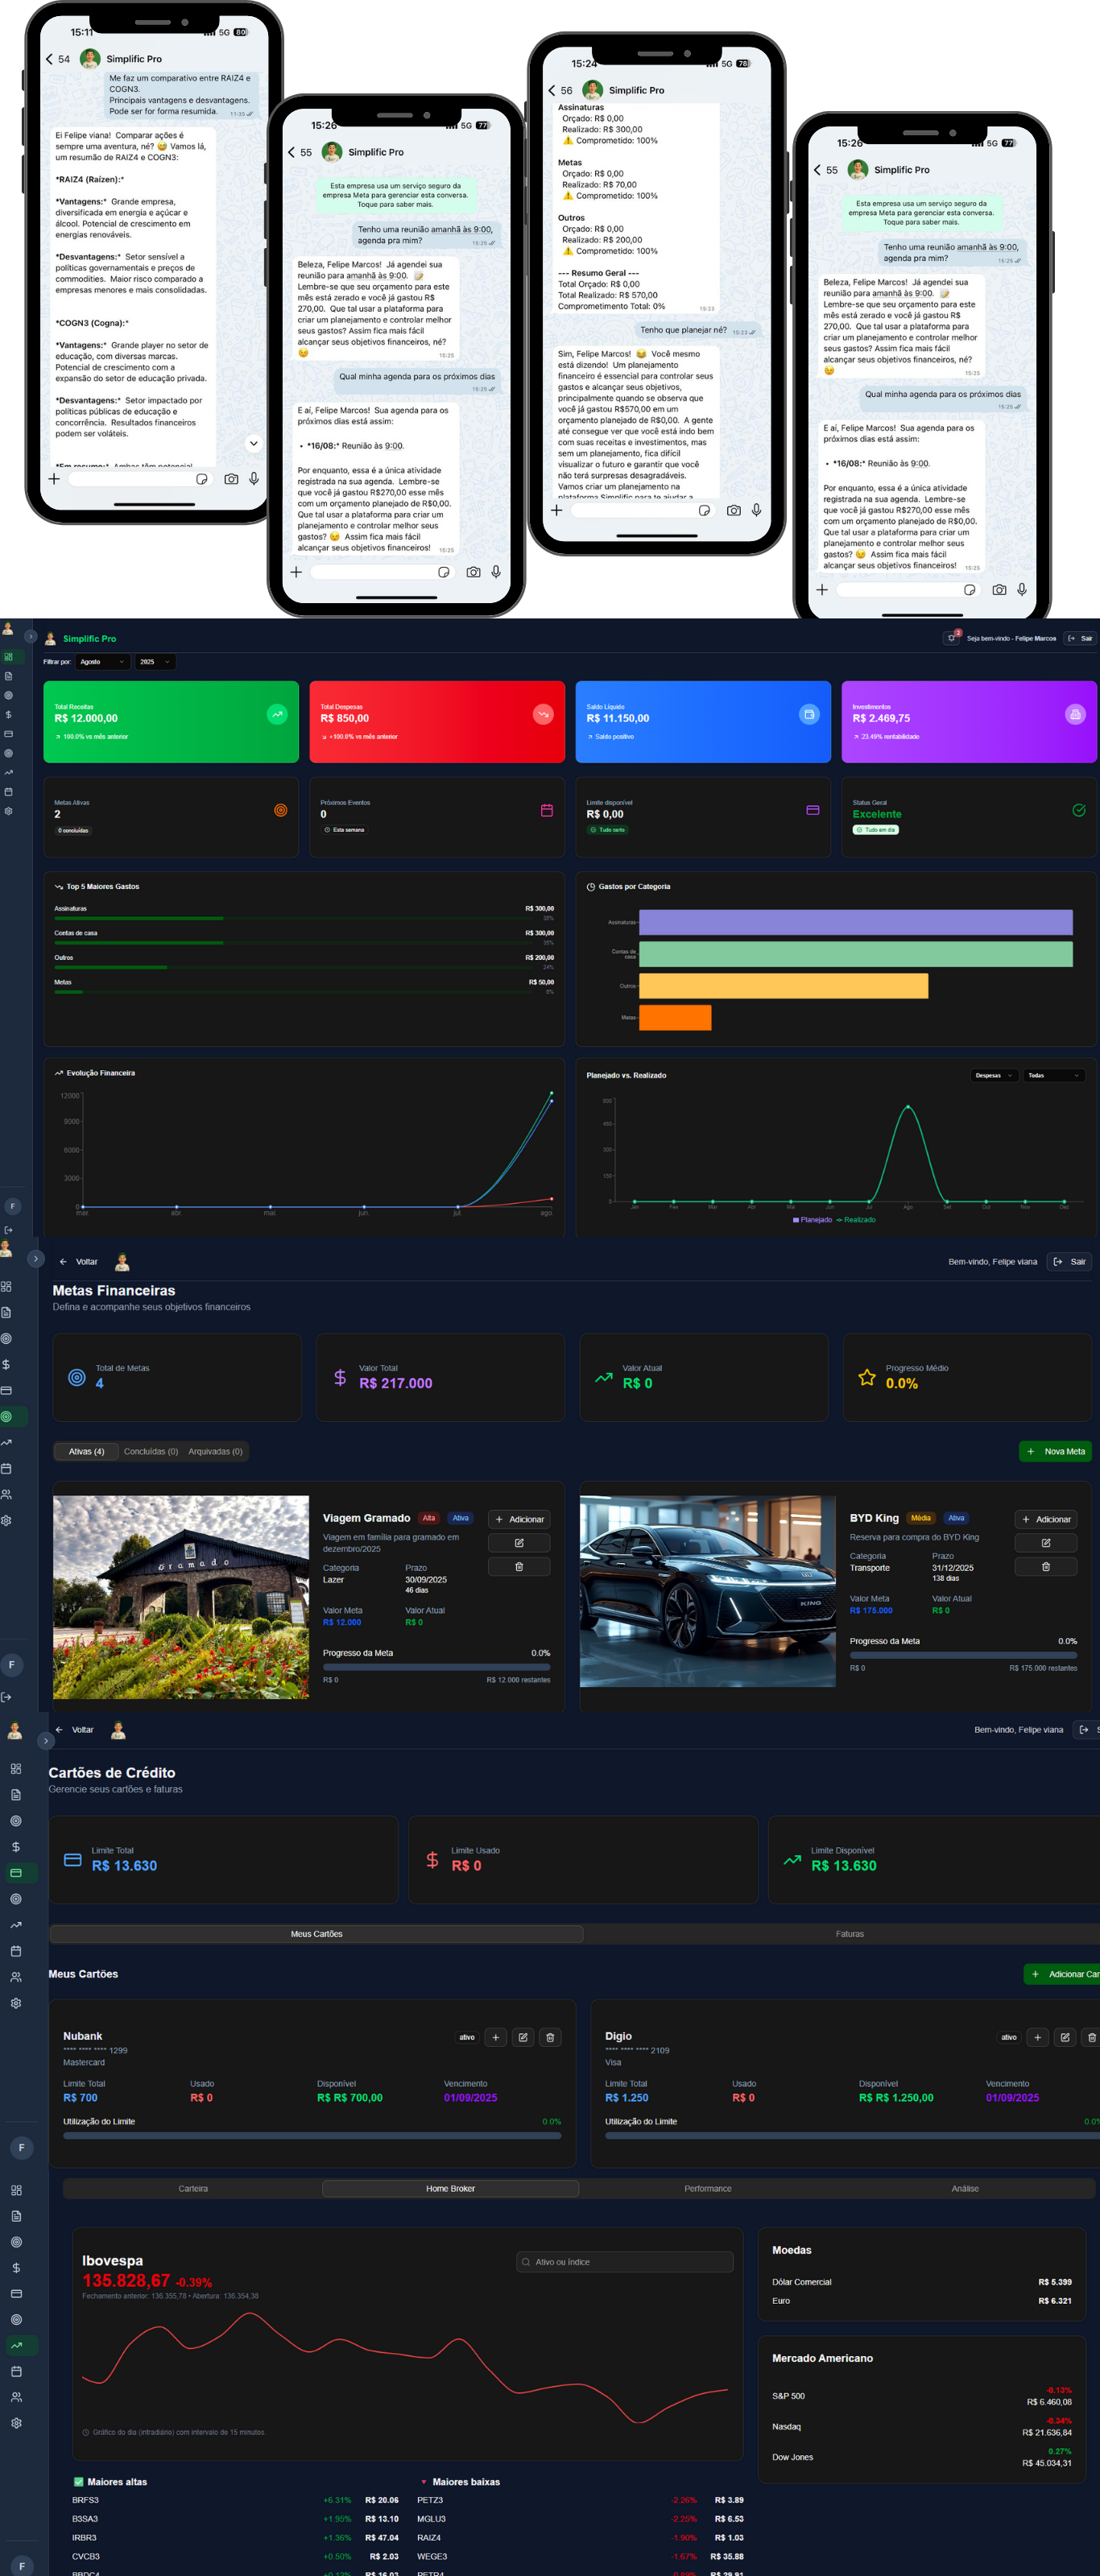 15:11
5G 80
54 Simplific Pro
Me faz um comparativo entre RAIZ4 e
COGN3.
Principais vantagens e desvantagens.
Pode ser for forma resumida.
11:35
Ei Felipe viana! Comparar ações é
sempre uma aventura, né? 😅 Vamos lá,
um resumão de RAIZ4 e COGN3:
*RAIZ4 (Raízen):*
*Vantagens:* Grande empresa,
diversificada em energia e açúcar e
álcool. Potencial de crescimento em
energias renováveis.
*Desvantagens:* Setor sensível a
políticas governamentais e preços de
commodities. Maior risco comparado a
empresas menores e mais consolidadas.
*COGN3 (Cogna):*
*Vantagens:* Grande player no setor de
educação, com diversas marcas.
Potencial de crescimento com a
expansão do setor de educação privada.
*Desvantagens:* Setor impactado por
políticas públicas de educação e
concorrência. Resultados financeiros
podem ser voláteis.
*Em resumo:* Ambas têm potencial
15:26
5G 77
55 Simplific Pro
Esta empresa usa um serviço seguro da
empresa Meta para gerenciar esta conversa.
Toque para saber mais.
Tenho uma reunião amanhã às 9:00,
agenda pra mim?
15:25
Beleza, Felipe Marcos! Já agendei sua
reunião para amanhã às 9:00. 📝
Lembre-se que seu orçamento para este
mês está zerado e você já gastou R$
270,00. Que tal usar a plataforma para
criar um planejamento e controlar melhor
seus gastos? Assim fica mais fácil
alcançar seus objetivos financeiros, né?
😉
15:25
Qual minha agenda para os próximos dias
15:25
E aí, Felipe Marcos! Sua agenda para os
próximos dias está assim:
• *16/08:* Reunião às 9:00.
Por enquanto, essa é a única atividade
registrada na sua agenda. Lembre-se
que você já gastou R$270,00 esse mês
com um orçamento planejado de R$0,00.
Que tal usar a plataforma para criar um
planejamento e controlar melhor seus
gastos? 😉 Assim fica mais fácil
alcançar seus objetivos financeiros!
15:25
15:24
5G 78
56 Simplific Pro
Assinaturas
Orçado: R$ 0,00
Realizado: R$ 300,00
⚠️ Comprometido: 100%
Metas
Orçado: R$ 0,00
Realizado: R$ 70,00
⚠️ Comprometido: 100%
Outros
Orçado: R$ 0,00
Realizado: R$ 200,00
⚠️ Comprometido: 100%
--- Resumo Geral ---
Total Orçado: R$ 0,00
Total Realizado: R$ 570,00
Comprometimento Total: 0%
15:23
Tenho que planejar né?
15:23
Sim, Felipe Marcos! 😄 Você mesmo
está dizendo! Um planejamento
financeiro é essencial para controlar seus
gastos e alcançar seus objetivos,
principalmente quando se observa que
você já gastou R$570,00 em um
orçamento planejado de R$0,00. A gente
até consegue ver que você está indo bem
com suas receitas e investimentos, mas
sem um planejamento, fica difícil
visualizar o futuro e garantir que você
não terá surpresas desagradáveis.
Vamos criar um planejamento na
plataforma Simplific para te ajudar a
15:26
5G 77
55 Simplific Pro
Esta empresa usa um serviço seguro da
empresa Meta para gerenciar esta conversa.
Toque para saber mais.
Tenho uma reunião amanhã às 9:00,
agenda pra mim?
15:25
Beleza, Felipe Marcos! Já agendei sua
reunião para amanhã às 9:00. 📝
Lembre-se que seu orçamento para este
mês está zerado e você já gastou R$
270,00. Que tal usar a plataforma para
criar um planejamento e controlar melhor
seus gastos? Assim fica mais fácil
alcançar seus objetivos financeiros, né?
😉
15:25
Qual minha agenda para os próximos dias
15:25
E aí, Felipe Marcos! Sua agenda para os
próximos dias está assim:
• *16/08:* Reunião às 9:00.
Por enquanto, essa é a única atividade
registrada na sua agenda. Lembre-se
que você já gastou R$270,00 esse mês
com um orçamento planejado de R$0,00.
Que tal usar a plataforma para criar um
planejamento e controlar melhor seus
gastos? 😉 Assim fica mais fácil
alcançar seus objetivos financeiros!
15:25
Simplific Pro
2 Seja bem-vindo - Felipe Marcos Sair
Filtrar por: Agosto 2025
Total Receitas
R$ 12.000,00
100.0% vs mês anterior
Total Despesas
R$ 850,00
+100.0% vs mês anterior
Saldo Líquido
R$ 11.150,00
Saldo positivo
Investimentos
R$ 2.469,75
23.49% rentabilidade
Metas Ativas
2
0 concluídas
Próximos Eventos
0
Esta semana
Limite disponível
R$ 0,00
Tudo certo
Status Geral
Excelente
Tudo em dia
Top 5 Maiores Gastos
Assinaturas R$ 300,00
35%
Contas de casa R$ 300,00
35%
Outros R$ 200,00
24%
Metas R$ 50,00
6%
Gastos por Categoria
Assinaturas
Contas de
casa
Outros
Metas
Evolução Financeira
12000
9000
6000
3000
0
mar. abr. mai. jun. jul. ago.
Planejado vs. Realizado
Despesas Todas
600
450
300
150
0
Jan Fev Mar Abr Mai Jun Jul Ago Set Out Nov Dez
Planejado Realizado
F
Voltar
Bem-vindo, Felipe viana Sair
Metas Financeiras
Defina e acompanhe seus objetivos financeiros
Total de Metas
4
Valor Total
R$ 217.000
Valor Atual
R$ 0
Progresso Médio
0.0%
Ativas (4) Concluídas (0) Arquivadas (0)
+ Nova Meta
gramado
Viagem Gramado Alta Ativa
+ Adicionar
Viagem em família para gramado em
dezembro/2025
Categoria Prazo
Lazer 30/09/2025
46 dias
Valor Meta Valor Atual
R$ 12.000 R$ 0
Progresso da Meta 0.0%
R$ 0 R$ 12.000 restantes
KING
BYD King Média Ativa
+ Adicionar
Reserva para compra do BYD King
Categoria Prazo
Transporte 31/12/2025
138 dias
Valor Meta Valor Atual
R$ 175.000 R$ 0
Progresso da Meta 0.0%
R$ 0 R$ 175.000 restantes
F
Voltar
Bem-vindo, Felipe viana S
Cartões de Crédito
Gerencie seus cartões e faturas
Limite Total
R$ 13.630
Limite Usado
R$ 0
Limite Disponível
R$ 13.630
Meus Cartões Faturas
Meus Cartões
+ Adicionar Car
Nubank ativo
**** **** **** 1299
Mastercard
Limite Total Usado Disponível Vencimento
R$ 700 R$ 0 R$ R$ 700,00 01/09/2025
Utilização do Limite 0.0%
Digio ativo
**** **** **** 2109
Visa
Limite Total Usado Disponível Vencimento
R$ 1.250 R$ 0 R$ R$ 1.250,00 01/09/2025
Utilização do Limite 0.0%
F
Carteira Home Broker Performance Análise
Ibovespa
135.828,67 -0.39%
Fechamento anterior: 136.355,78 • Abertura: 136.354,38
Ativo ou índice
Gráfico do dia (intradiário) com intervalo de 15 minutos.
Moedas
Dólar Comercial R$ 5.399
Euro R$ 6.321
Mercado Americano
S&P 500 -0.13%
R$ 6.460,08
Nasdaq -0.34%
R$ 21.636,84
Dow Jones 0.27%
R$ 45.034,31
Maiores altas
BRFS3 +6.31% R$ 20.06
B3SA3 +1.95% R$ 13.10
IRBR3 +1.36% R$ 47.04
CVCB3 +0.50% R$ 2.03
BBDC4 +0.12% R$ 16.03
Maiores baixas
PETZ3 -2.26% R$ 3.89
MGLU3 -2.25% R$ 6.53
RAIZ4 -1.90% R$ 1.03
WEGE3 -1.67% R$ 35.88
PETR4 -0.89% R$ 29.91
F